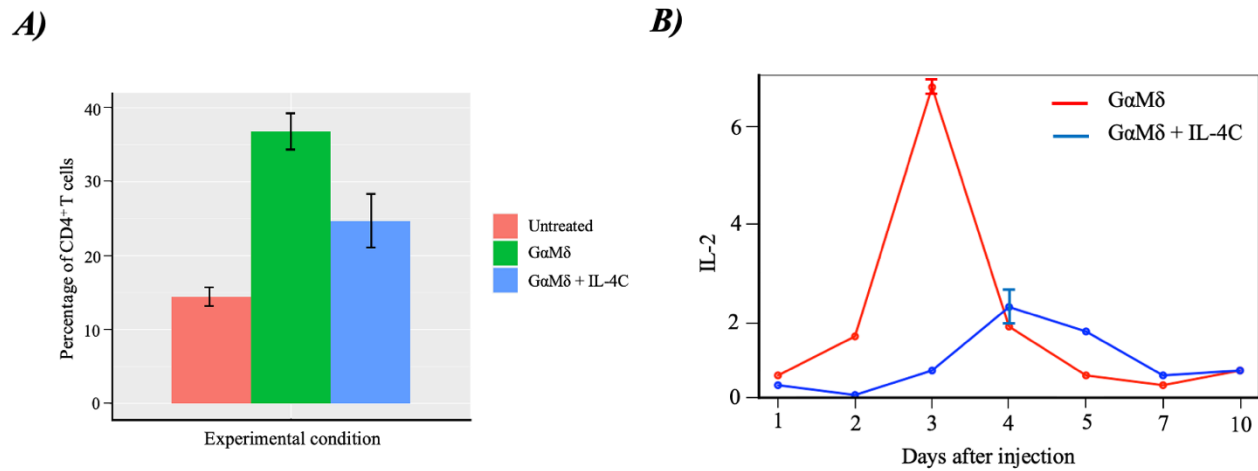 A)
Percentage of CD4⁺ T cells
40
30
20
10
0
Experimental condition
Untreated
GαMδ
GαMδ + IL-4C
B)
IL-2
6
4
2
0
1 2 3 4 5 7 10
Days after injection
GαMδ
GαMδ + IL-4C